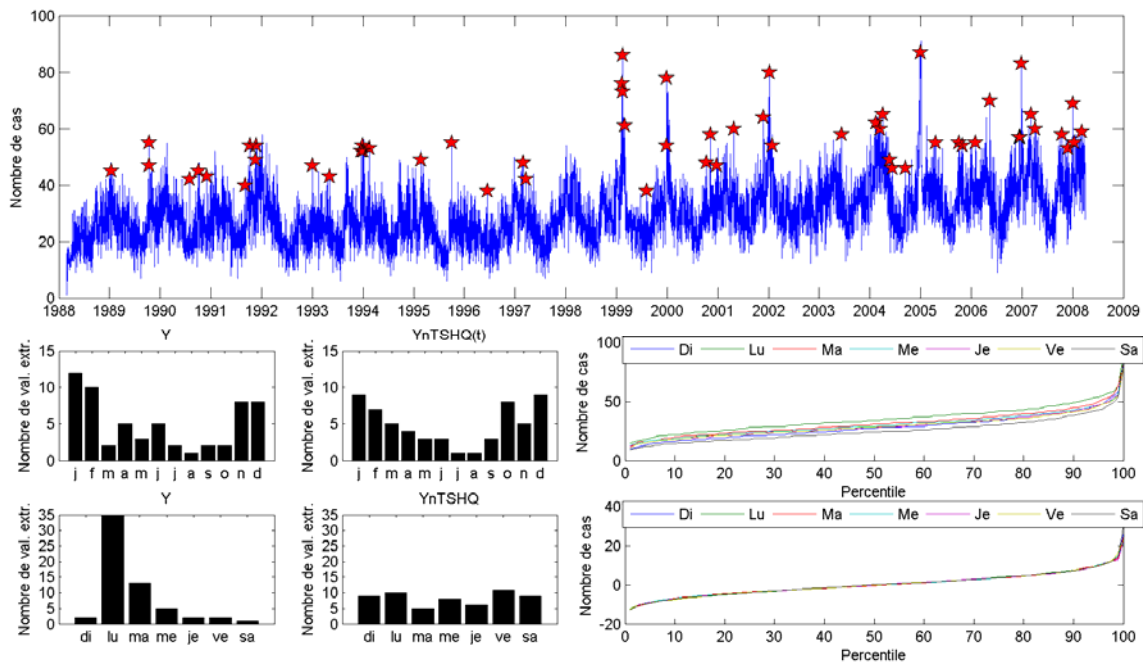 100
80
60
40
20
0
Nombre de cas
1988 1989 1990 1991 1992 1993 1994 1995 1996 1997 1998 1999 2000 2001 2002 2003 2004 2005 2006 2007 2008 2009
Y
15
10
5
0
Nombre de val. extr.
j f m a m j j a s o n d
YnTSHQ(t)
15
10
5
0
Nombre de val. extr.
j f m a m j j a s o n d
100
50
0
Nombre de cas
Di Lu Ma Me Je Ve Sa
0 10 20 30 40 50 60 70 80 90 100
Percentile
Y
35
30
25
20
15
10
5
0
Nombre de val. extr.
di lu ma me je ve sa
YnTSHQ
35
30
25
20
15
10
5
0
Nombre de val. extr.
di lu ma me je ve sa
40
20
0
-20
Nombre de cas
Di Lu Ma Me Je Ve Sa
0 10 20 30 40 50 60 70 80 90 100
Percentile